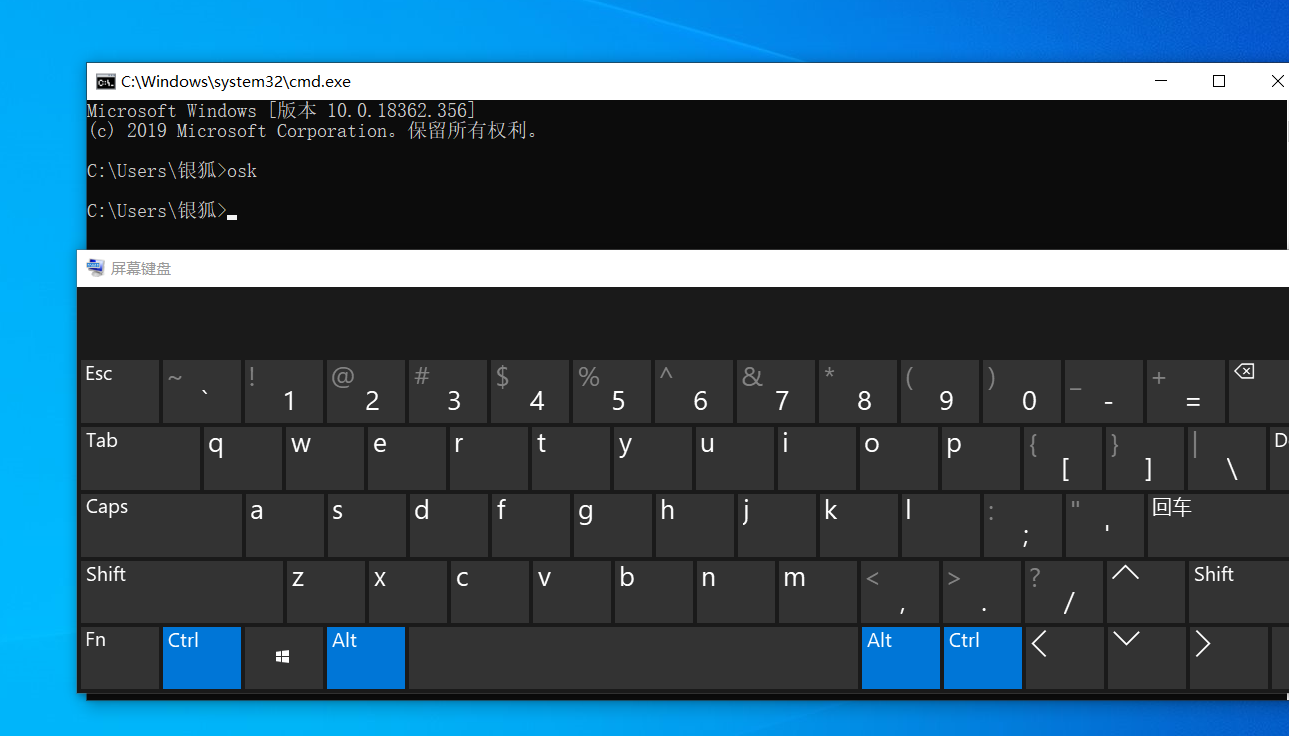 C:\Windows\system32\cmd.exe
Microsoft Windows [版本 10.0.18362.356]
(c) 2019 Microsoft Corporation。保留所有权利。
C:\Users\银狐>osk
C:\Users\银狐>
屏幕键盘
Esc ~ ` ! 1 @ 2 # 3 $ 4 % 5 ^ 6 & 7 * 8 ( 9 ) 0 _ - + =
Tab q w e r t y u i o p { [ } ] | \
Caps a s d f g h j k l : ; " ' 回车
Shift z x c v b n m < , > . ? / Shift
Fn Ctrl Alt Alt Ctrl